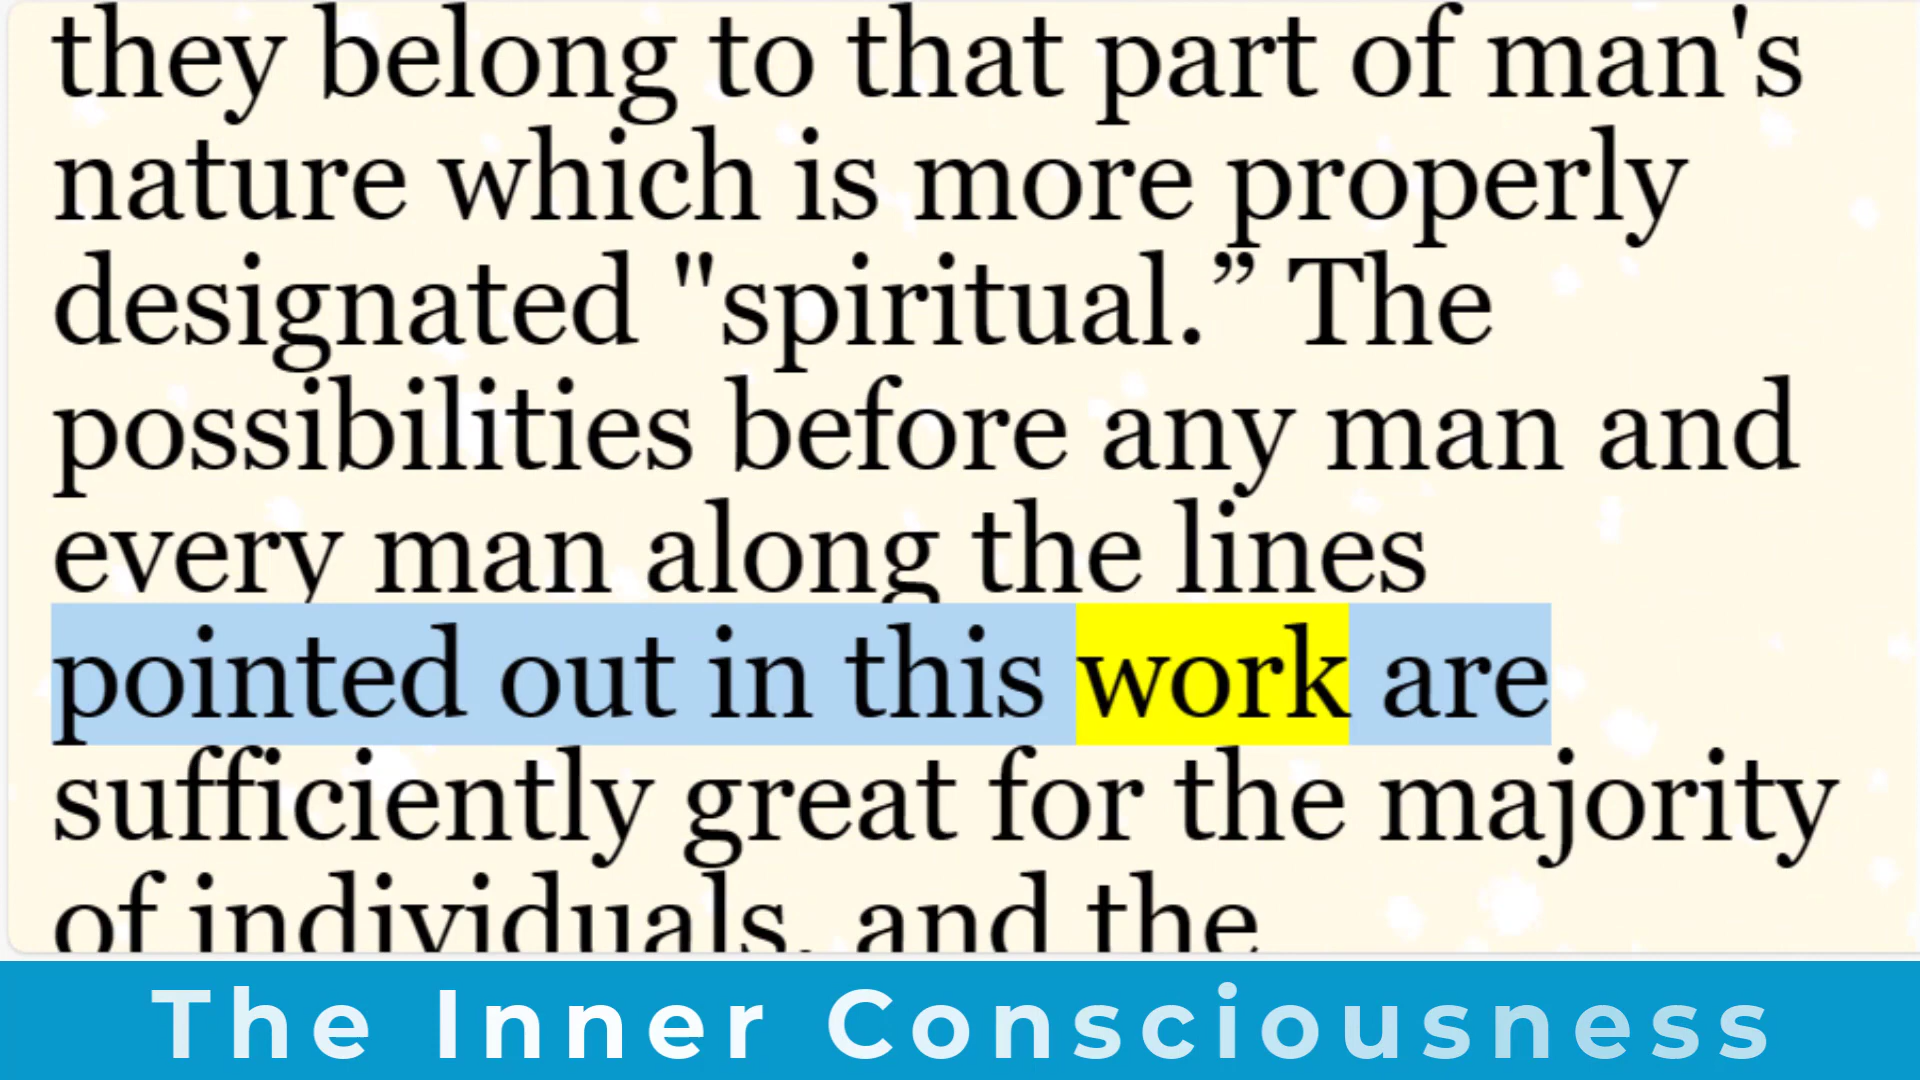 they belong to that part of man's
nature which is more properly
designated "spiritual.” The
possibilities before any man and
every man along the lines
pointed out in this work are
sufficiently great for the majority
of individuals, and the
The Inner Consciousness